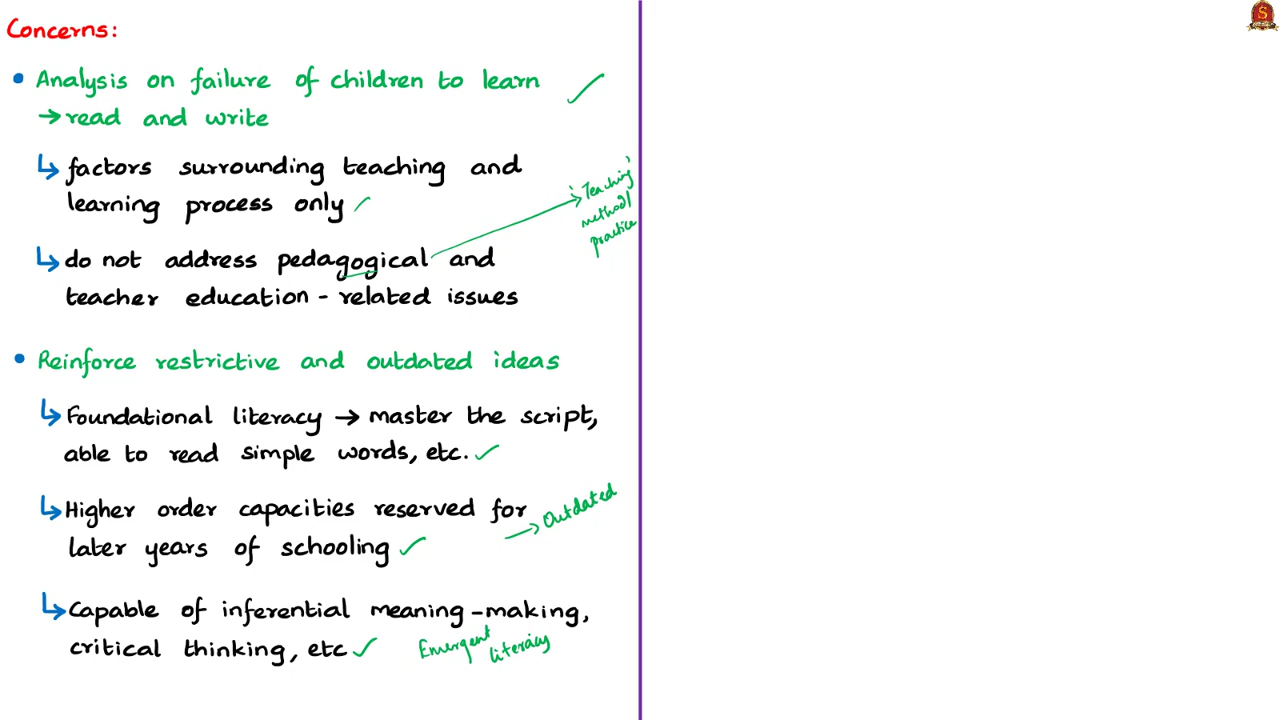 Concerns:
• Analysis on failure of children to learn
→ read and write
↳ factors surrounding teaching and
learning process only
'Teaching'
method/
practice
↳ do not address pedagogical and
teacher education - related issues
• Reinforce restrictive and outdated ideas
↳ Foundational literacy → master the script,
able to read simple words, etc.
↳ Higher order capacities reserved for
later years of schooling
→ Outdated
↳ Capable of inferential meaning-making,
critical thinking, etc
Emergent literacy
S